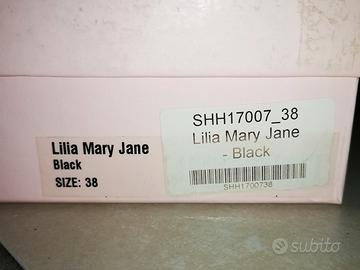 SHH17007_38
Lilia Mary Jane
- Black
SHH1700738
Lilia Mary Jane
Black
SIZE: 38
subito